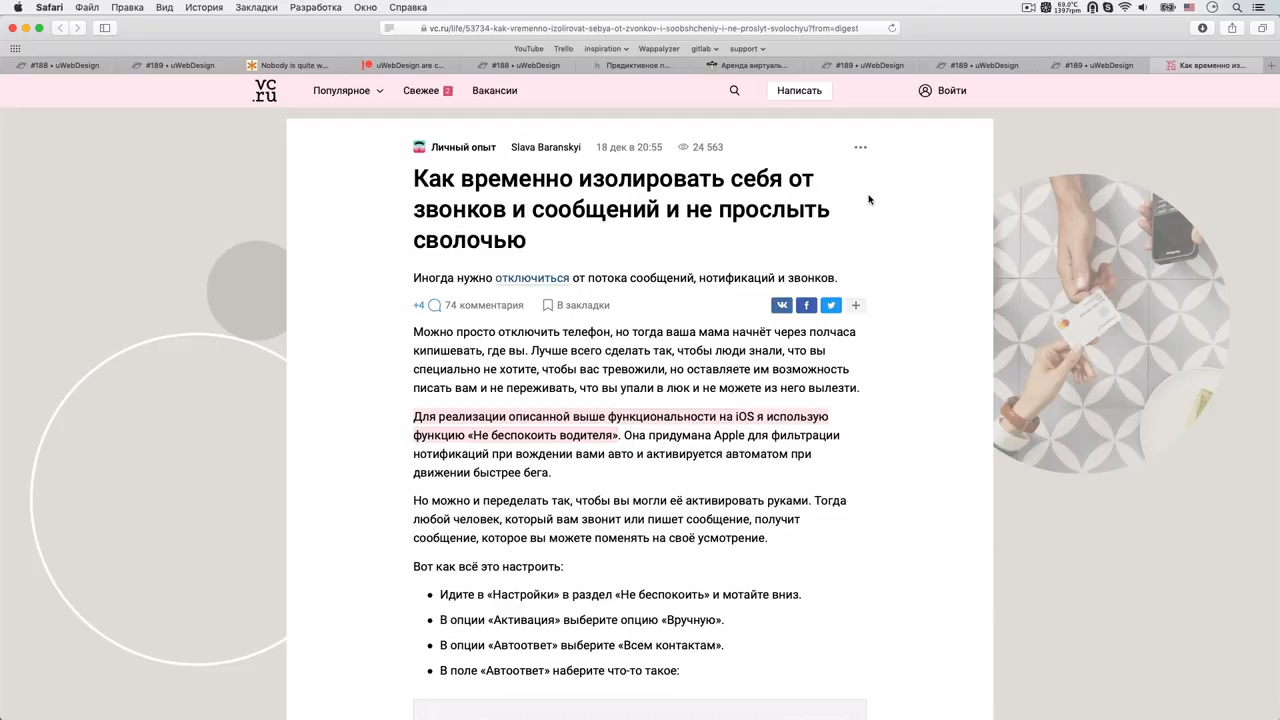 Safari Файл Правка Вид История Закладки Разработка Окно Справка
69.0°C
1397rpm
vc.ru/life/53734-kak-vremenno-izolirovat-sebya-ot-zvonkov-i-soobshcheniy-i-ne-proslyt-svolochyu?from=digest
YouTube Trello inspiration Wappalyzer gitlab support
#188 • uWebDesign #189 • uWebDesign Nobody is quite w... uWebDesign are c... #188 • uWebDesign Предиктивное п... Аренда виртуаль... #189 • uWebDesign #189 • uWebDesign #189 • uWebDesign Как временно из...
vc
.ru
Популярное Свежее 2 Вакансии Написать Войти
Личный опыт Slava Baranskyi 18 дек в 20:55 24 563
Как временно изолировать себя от
звонков и сообщений и не прослыть
сволочью
Иногда нужно отключиться от потока сообщений, нотификаций и звонков.
+4 74 комментария В закладки
Можно просто отключить телефон, но тогда ваша мама начнёт через полчаса
кипишевать, где вы. Лучше всего сделать так, чтобы люди знали, что вы
специально не хотите, чтобы вас тревожили, но оставляете им возможность
писать вам и не переживать, что вы упали в люк и не можете из него вылезти.
Для реализации описанной выше функциональности на iOS я использую
функцию «Не беспокоить водителя». Она придумана Apple для фильтрации
нотификаций при вождении вами авто и активируется автоматом при
движении быстрее бега.
Но можно и переделать так, чтобы вы могли её активировать руками. Тогда
любой человек, который вам звонит или пишет сообщение, получит
сообщение, которое вы можете поменять на своё усмотрение.
Вот как всё это настроить:
• Идите в «Настройки» в раздел «Не беспокоить» и мотайте вниз.
• В опции «Активация» выберите опцию «Вручную».
• В опции «Автоответ» выберите «Всем контактам».
• В поле «Автоответ» наберите что-то такое: